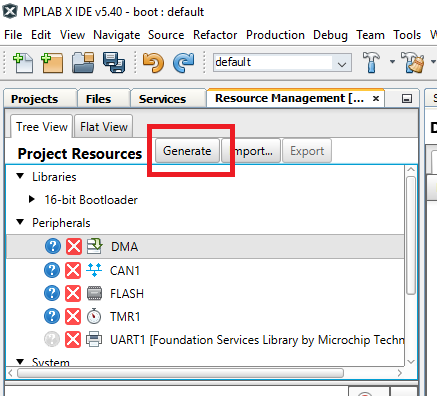 MPLAB X IDE v5.40 - boot : default
File Edit View Navigate Source Refactor Production Debug Team Tools
default
Projects Files Services Resource Management [... ×
Tree View Flat View
Project Resources Generate Import... Export
Libraries
16-bit Bootloader
Peripherals
DMA
CAN1
FLASH
TMR1
UART1 [Foundation Services Library by Microchip Techn
System